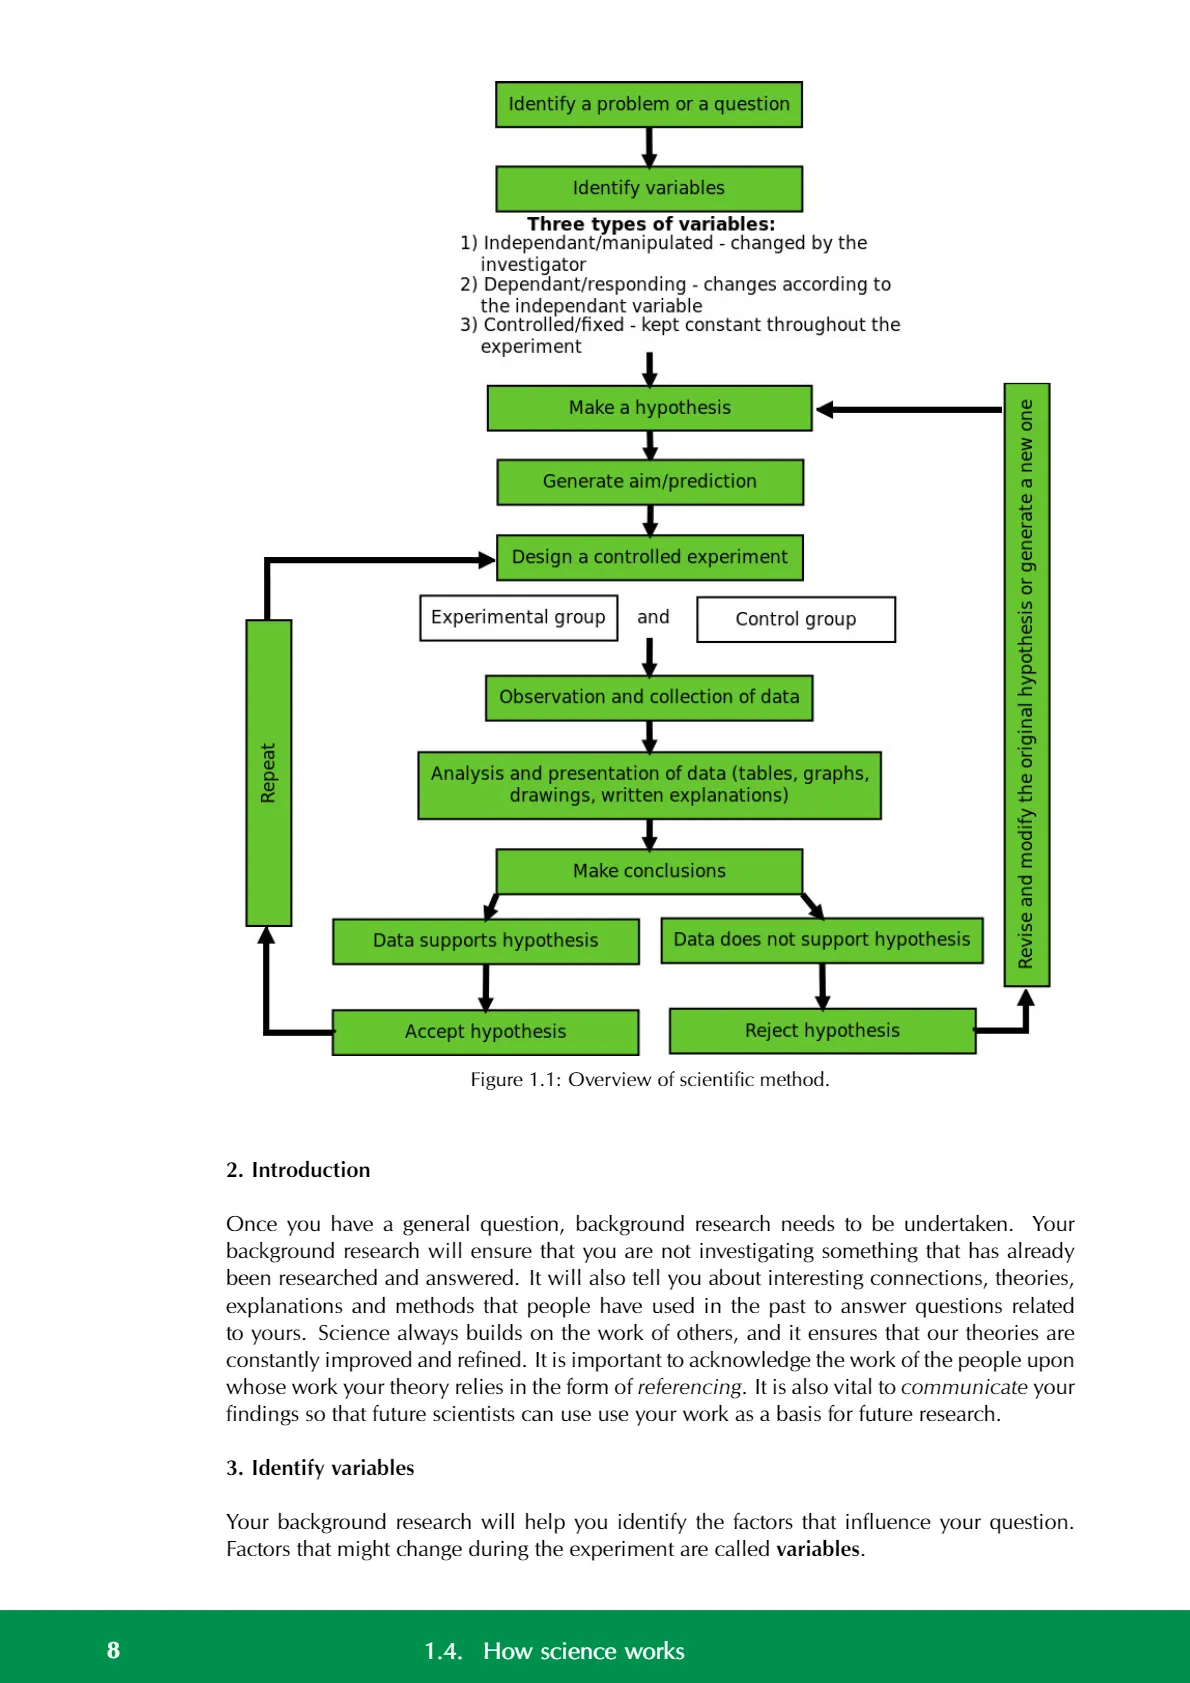 Identify a problem or a question
Identify variables
Three types of variables:
1) Independant/manipulated - changed by the
investigator
2) Dependant/responding - changes according to
the independant variable
3) Controlled/fixed - kept constant throughout the
experiment
Make a hypothesis
Generate aim/prediction
Design a controlled experiment
Experimental group
and
Control group
Observation and collection of data
Analysis and presentation of data (tables, graphs,
drawings, written explanations)
Make conclusions
Data supports hypothesis
Data does not support hypothesis
Accept hypothesis
Reject hypothesis
Repeat
Revise and modify the original hypothesis or generate a new one
Figure 1.1: Overview of scientific method.
2. Introduction
Once you have a general question, background research needs to be undertaken. Your
background research will ensure that you are not investigating something that has already
been researched and answered. It will also tell you about interesting connections, theories,
explanations and methods that people have used in the past to answer questions related
to yours. Science always builds on the work of others, and it ensures that our theories are
constantly improved and refined. It is important to acknowledge the work of the people upon
whose work your theory relies in the form of referencing. It is also vital to communicate your
findings so that future scientists can use use your work as a basis for future research.
3. Identify variables
Your background research will help you identify the factors that influence your question.
Factors that might change during the experiment are called variables.
8
1.4. How science works